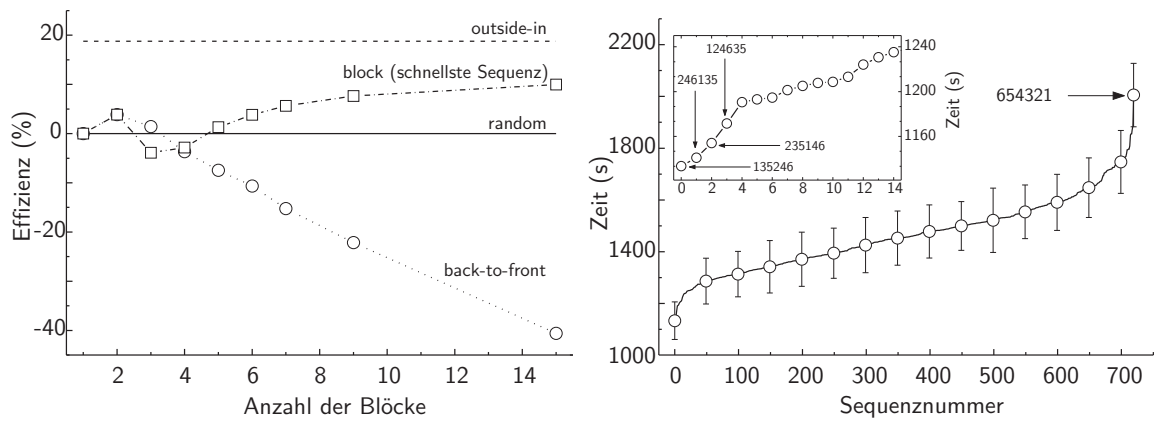 20
0
-20
-40
Effizienz (%)
outside-in
block (schnellste Sequenz)
random
back-to-front
2 4 6 8 10 12 14
Anzahl der Blöcke
2200
1800
1400
1000
Zeit (s)
124635
246135
235146
135246
0 2 4 6 8 10 12 14
1240
1200
1160
Zeit (s)
654321
0 100 200 300 400 500 600 700
Sequenznummer